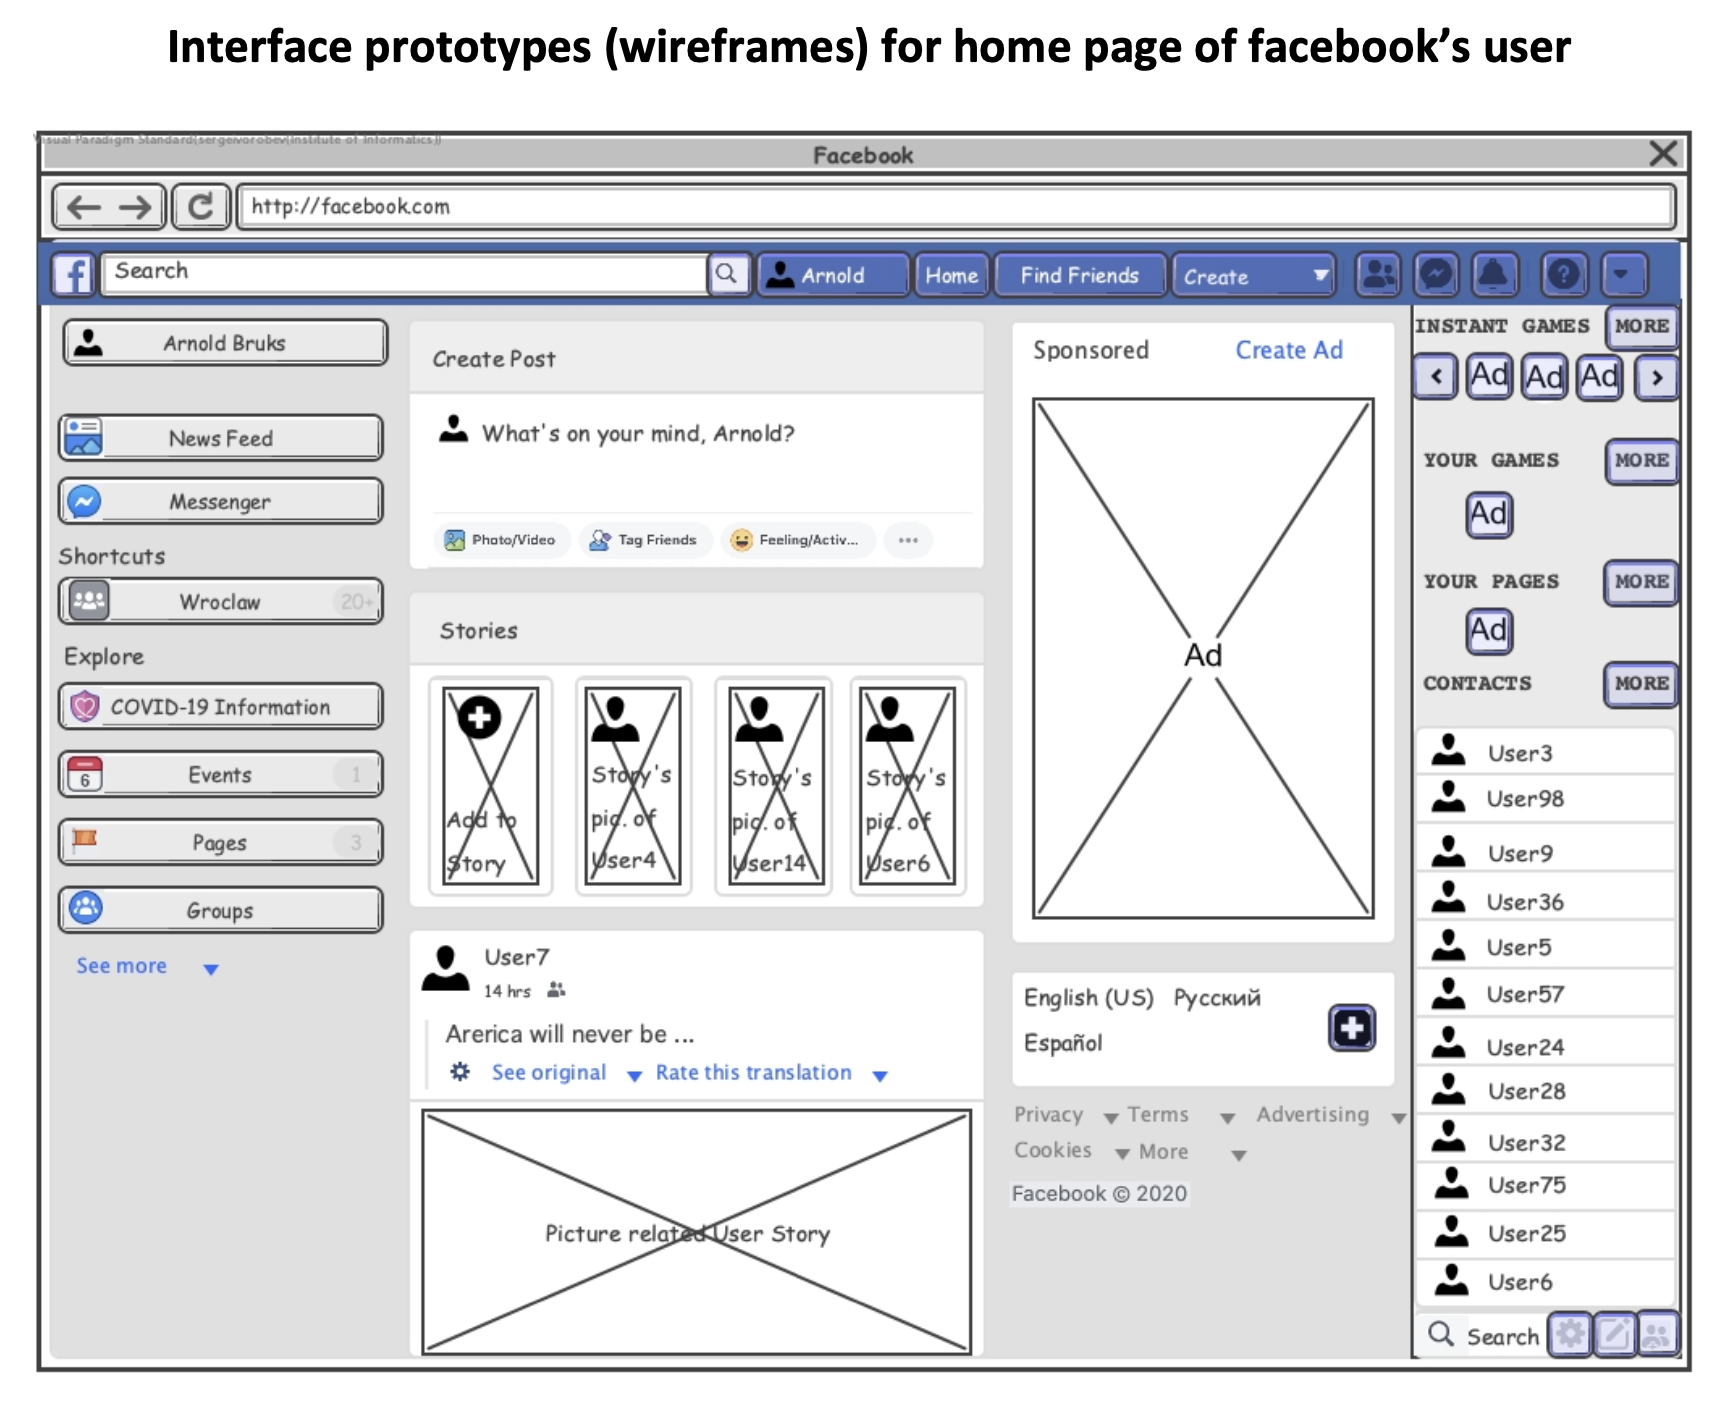 Interface prototypes (wireframes) for home page of facebook’s user
Visual Paradigm Standard(sergeivorobev(Institute of Informatics))
Facebook
http://facebook.com
f Search Arnold Home Find Friends Create ?
Arnold Bruks
News Feed
Messenger
Shortcuts
Wroclaw 20+
Explore
COVID-19 Information
6 Events 1
Pages 3
Groups
See more
Create Post
What's on your mind, Arnold?
Photo/Video Tag Friends Feeling/Activ... ...
Stories
Add to
Story
Story's
pic. of
User4
Story's
pic. of
User14
Story's
pic. of
User6
User7
14 hrs
Arerica will never be ...
See original Rate this translation
Picture related User Story
Sponsored Create Ad
Ad
English (US) Русский
Español
Privacy Terms Advertising
Cookies More
Facebook © 2020
INSTANT GAMES MORE
< Ad Ad Ad >
YOUR GAMES MORE
Ad
YOUR PAGES MORE
Ad
CONTACTS MORE
User3
User98
User9
User36
User5
User57
User24
User28
User32
User75
User25
User6
Search